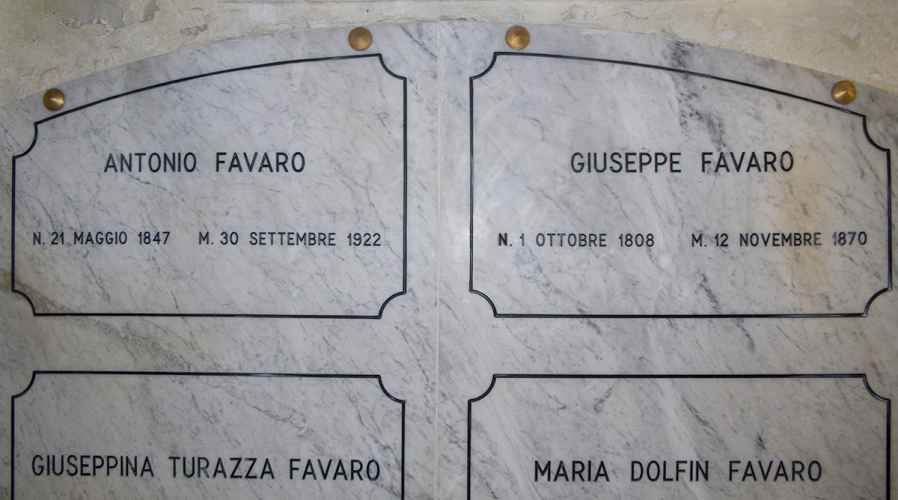 ANTONIO FAVARO
N. 21 MAGGIO 1847 M. 30 SETTEMBRE 1922
GIUSEPPE FAVARO
N. 1 OTTOBRE 1808 M. 12 NOVEMBRE 1870
GIUSEPPINA TURAZZA FAVARO
MARIA DOLFIN FAVARO